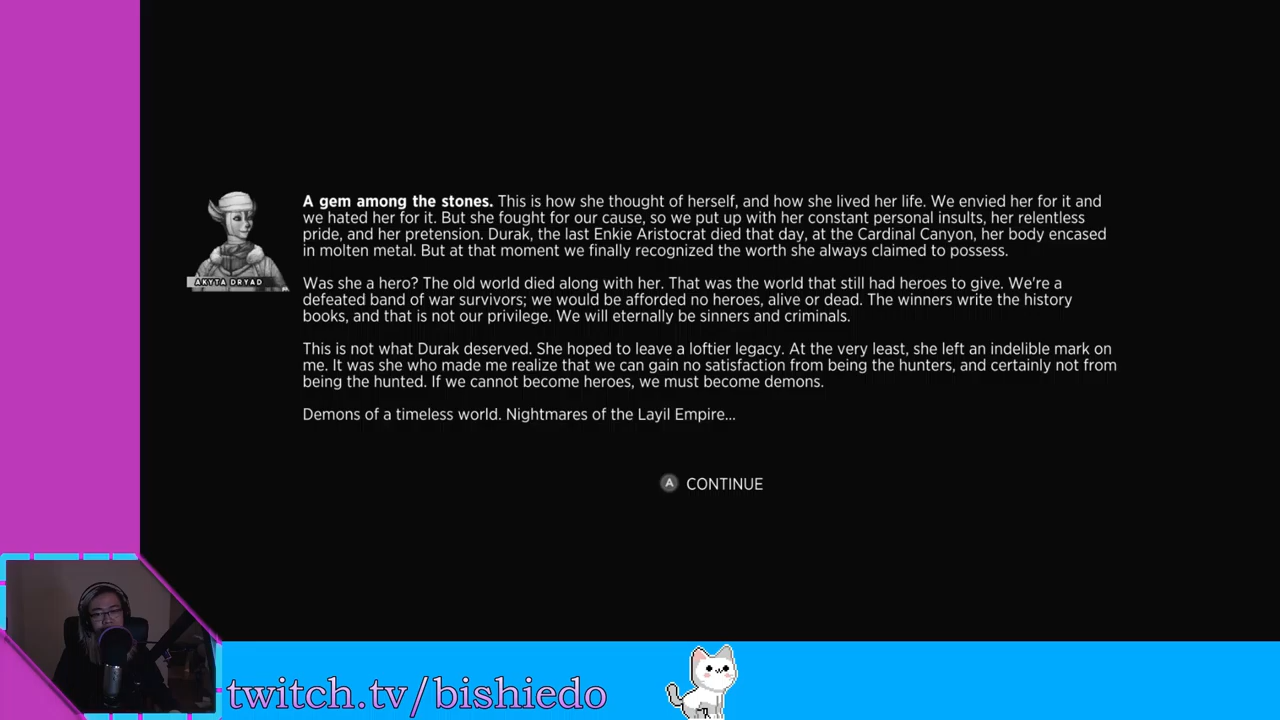 A gem among the stones. This is how she thought of herself, and how she lived her life. We envied her for it and
we hated her for it. But she fought for our cause, so we put up with her constant personal insults, her relentless
pride, and her pretension. Durak, the last Enkie Aristocrat died that day, at the Cardinal Canyon, her body encased
in molten metal. But at that moment we finally recognized the worth she always claimed to possess.
AKYTA DRYAD
Was she a hero? The old world died along with her. That was the world that still had heroes to give. We're a
defeated band of war survivors; we would be afforded no heroes, alive or dead. The winners write the history
books, and that is not our privilege. We will eternally be sinners and criminals.
This is not what Durak deserved. She hoped to leave a loftier legacy. At the very least, she left an indelible mark on
me. It was she who made me realize that we can gain no satisfaction from being the hunters, and certainly not from
being the hunted. If we cannot become heroes, we must become demons.
Demons of a timeless world. Nightmares of the Layil Empire...
A CONTINUE
twitch.tv/bishiedo